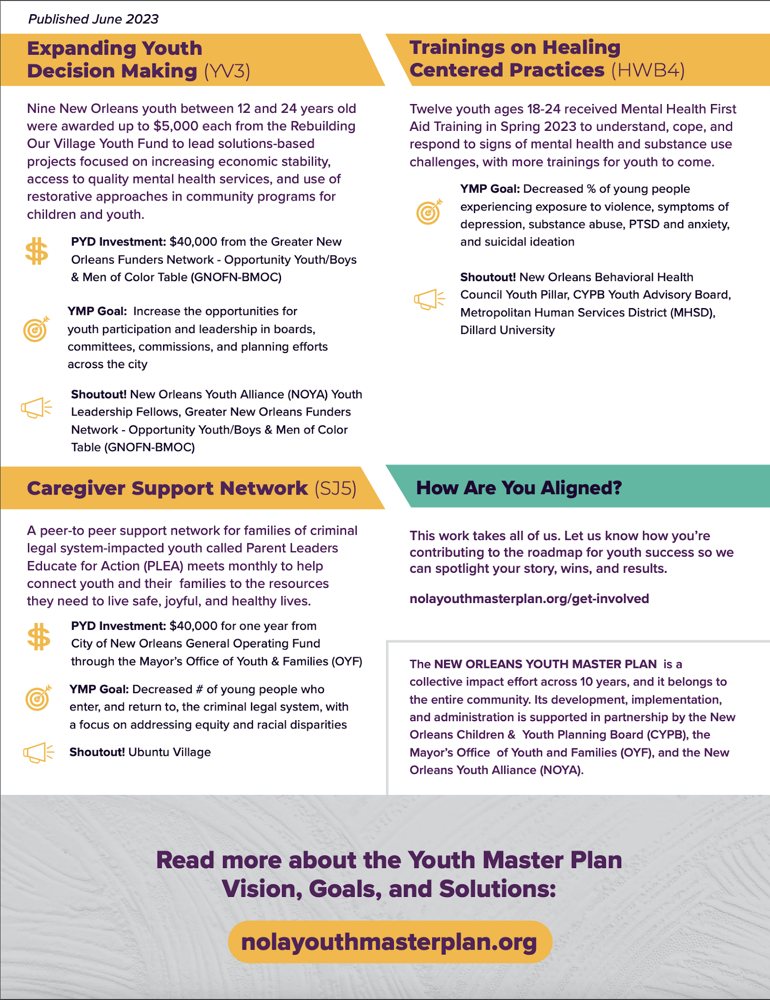 Published June 2023
Expanding Youth
Decision Making (YV3)
Nine New Orleans youth between 12 and 24 years old
were awarded up to $5,000 each from the Rebuilding
Our Village Youth Fund to lead solutions-based
projects focused on increasing economic stability,
access to quality mental health services, and use of
restorative approaches in community programs for
children and youth.
PYD Investment: $40,000 from the Greater New
Orleans Funders Network - Opportunity Youth/Boys
& Men of Color Table (GNOFN-BMOC)
YMP Goal:  Increase the opportunities for
youth participation and leadership in boards,
committees, commissions, and planning efforts
across the city
Shoutout! New Orleans Youth Alliance (NOYA) Youth
Leadership Fellows, Greater New Orleans Funders
Network - Opportunity Youth/Boys & Men of Color
Table (GNOFN-BMOC)
Trainings on Healing
Centered Practices (HWB4)
Twelve youth ages 18-24 received Mental Health First
Aid Training in Spring 2023 to understand, cope, and
respond to signs of mental health and substance use
challenges, with more trainings for youth to come.
YMP Goal: Decreased % of young people
experiencing exposure to violence, symptoms of
depression, substance abuse, PTSD and anxiety,
and suicidal ideation
Shoutout! New Orleans Behavioral Health
Council Youth Pillar, CYPB Youth Advisory Board,
Metropolitan Human Services District (MHSD),
Dillard University
Caregiver Support Network (SJ5)
A peer-to peer support network for families of criminal
legal system-impacted youth called Parent Leaders
Educate for Action (PLEA) meets monthly to help
connect youth and their  families to the resources
they need to live safe, joyful, and healthy lives.
PYD Investment: $40,000 for one year from
City of New Orleans General Operating Fund
through the Mayor’s Office of Youth & Families (OYF)
YMP Goal: Decreased # of young people who
enter, and return to, the criminal legal system, with
a focus on addressing equity and racial disparities
Shoutout! Ubuntu Village
How Are You Aligned?
This work takes all of us. Let us know how you’re
contributing to the roadmap for youth success so we
can spotlight your story, wins, and results.
nolayouthmasterplan.org/get-involved
The NEW ORLEANS YOUTH MASTER PLAN  is a
collective impact effort across 10 years, and it belongs to
the entire community. Its development, implementation,
and administration is supported in partnership by the New
Orleans Children &  Youth Planning Board (CYPB), the
Mayor’s Office  of Youth and Families (OYF), and the New
Orleans Youth Alliance (NOYA).
Read more about the Youth Master Plan
Vision, Goals, and Solutions:
nolayouthmasterplan.org